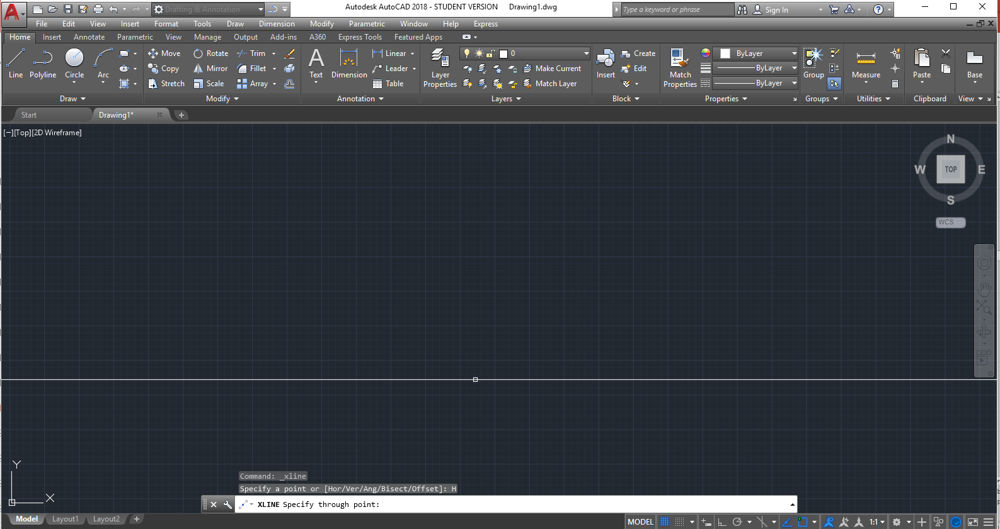 A Drafting & Annotation Autodesk AutoCAD 2018 - STUDENT VERSION Drawing1.dwg Type a keyword or phrase Sign In
File Edit View Insert Format Tools Draw Dimension Modify Parametric Window Help Express
Home Insert Annotate Parametric View Manage Output Add-ins A360 Express Tools Featured Apps
Line Polyline Circle Arc
Move Rotate Trim
Copy Mirror Fillet
Stretch Scale Array
A Text Dimension
Linear
Leader
Table
Layer Properties
0
Make Current
Match Layer
Insert
Create
Edit
Match Properties
ByLayer
ByLayer
ByLayer
Group Measure Paste Base
Draw Modify Annotation Layers Block Properties Groups Utilities Clipboard View
Start Drawing1*
[−][Top][2D Wireframe]
N
W TOP E
S
WCS
Y
X
Command: _xline
Specify a point or [Hor/Ver/Ang/Bisect/Offset]: H
XLINE Specify through point:
Model Layout1 Layout2 +
MODEL 1:1